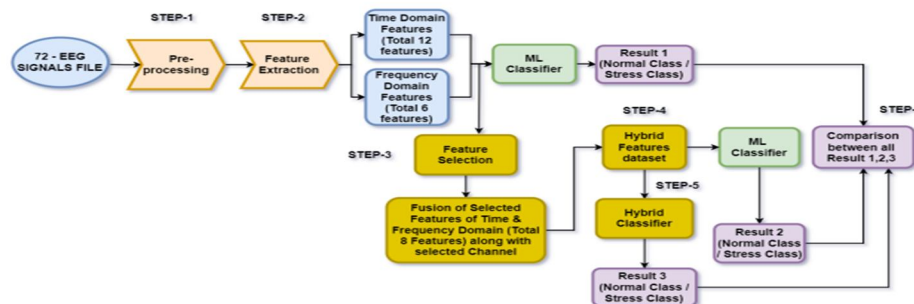 STEP-1
STEP-2
72 - EEG
SIGNALS FILE
Pre-
processing
Feature
Extraction
Time Domain
Features
(Total 12
features)
Frequency
Domain
Features
(Total 6
features)
ML
Classifier
Result 1
(Normal Class /
Stress Class)
STEP-3
Feature
Selection
Fusion of Selected
Features of Time &
Frequency Domain (Total
8 Features) along with
selected Channel
STEP-4
Hybrid
Features
dataset
STEP-5
Hybrid
Classifier
Result 3
(Normal Class /
Stress Class)
ML
Classifier
Result 2
(Normal Class
/ Stress Class)
STEP-
Comparison
between all
Result 1,2,3